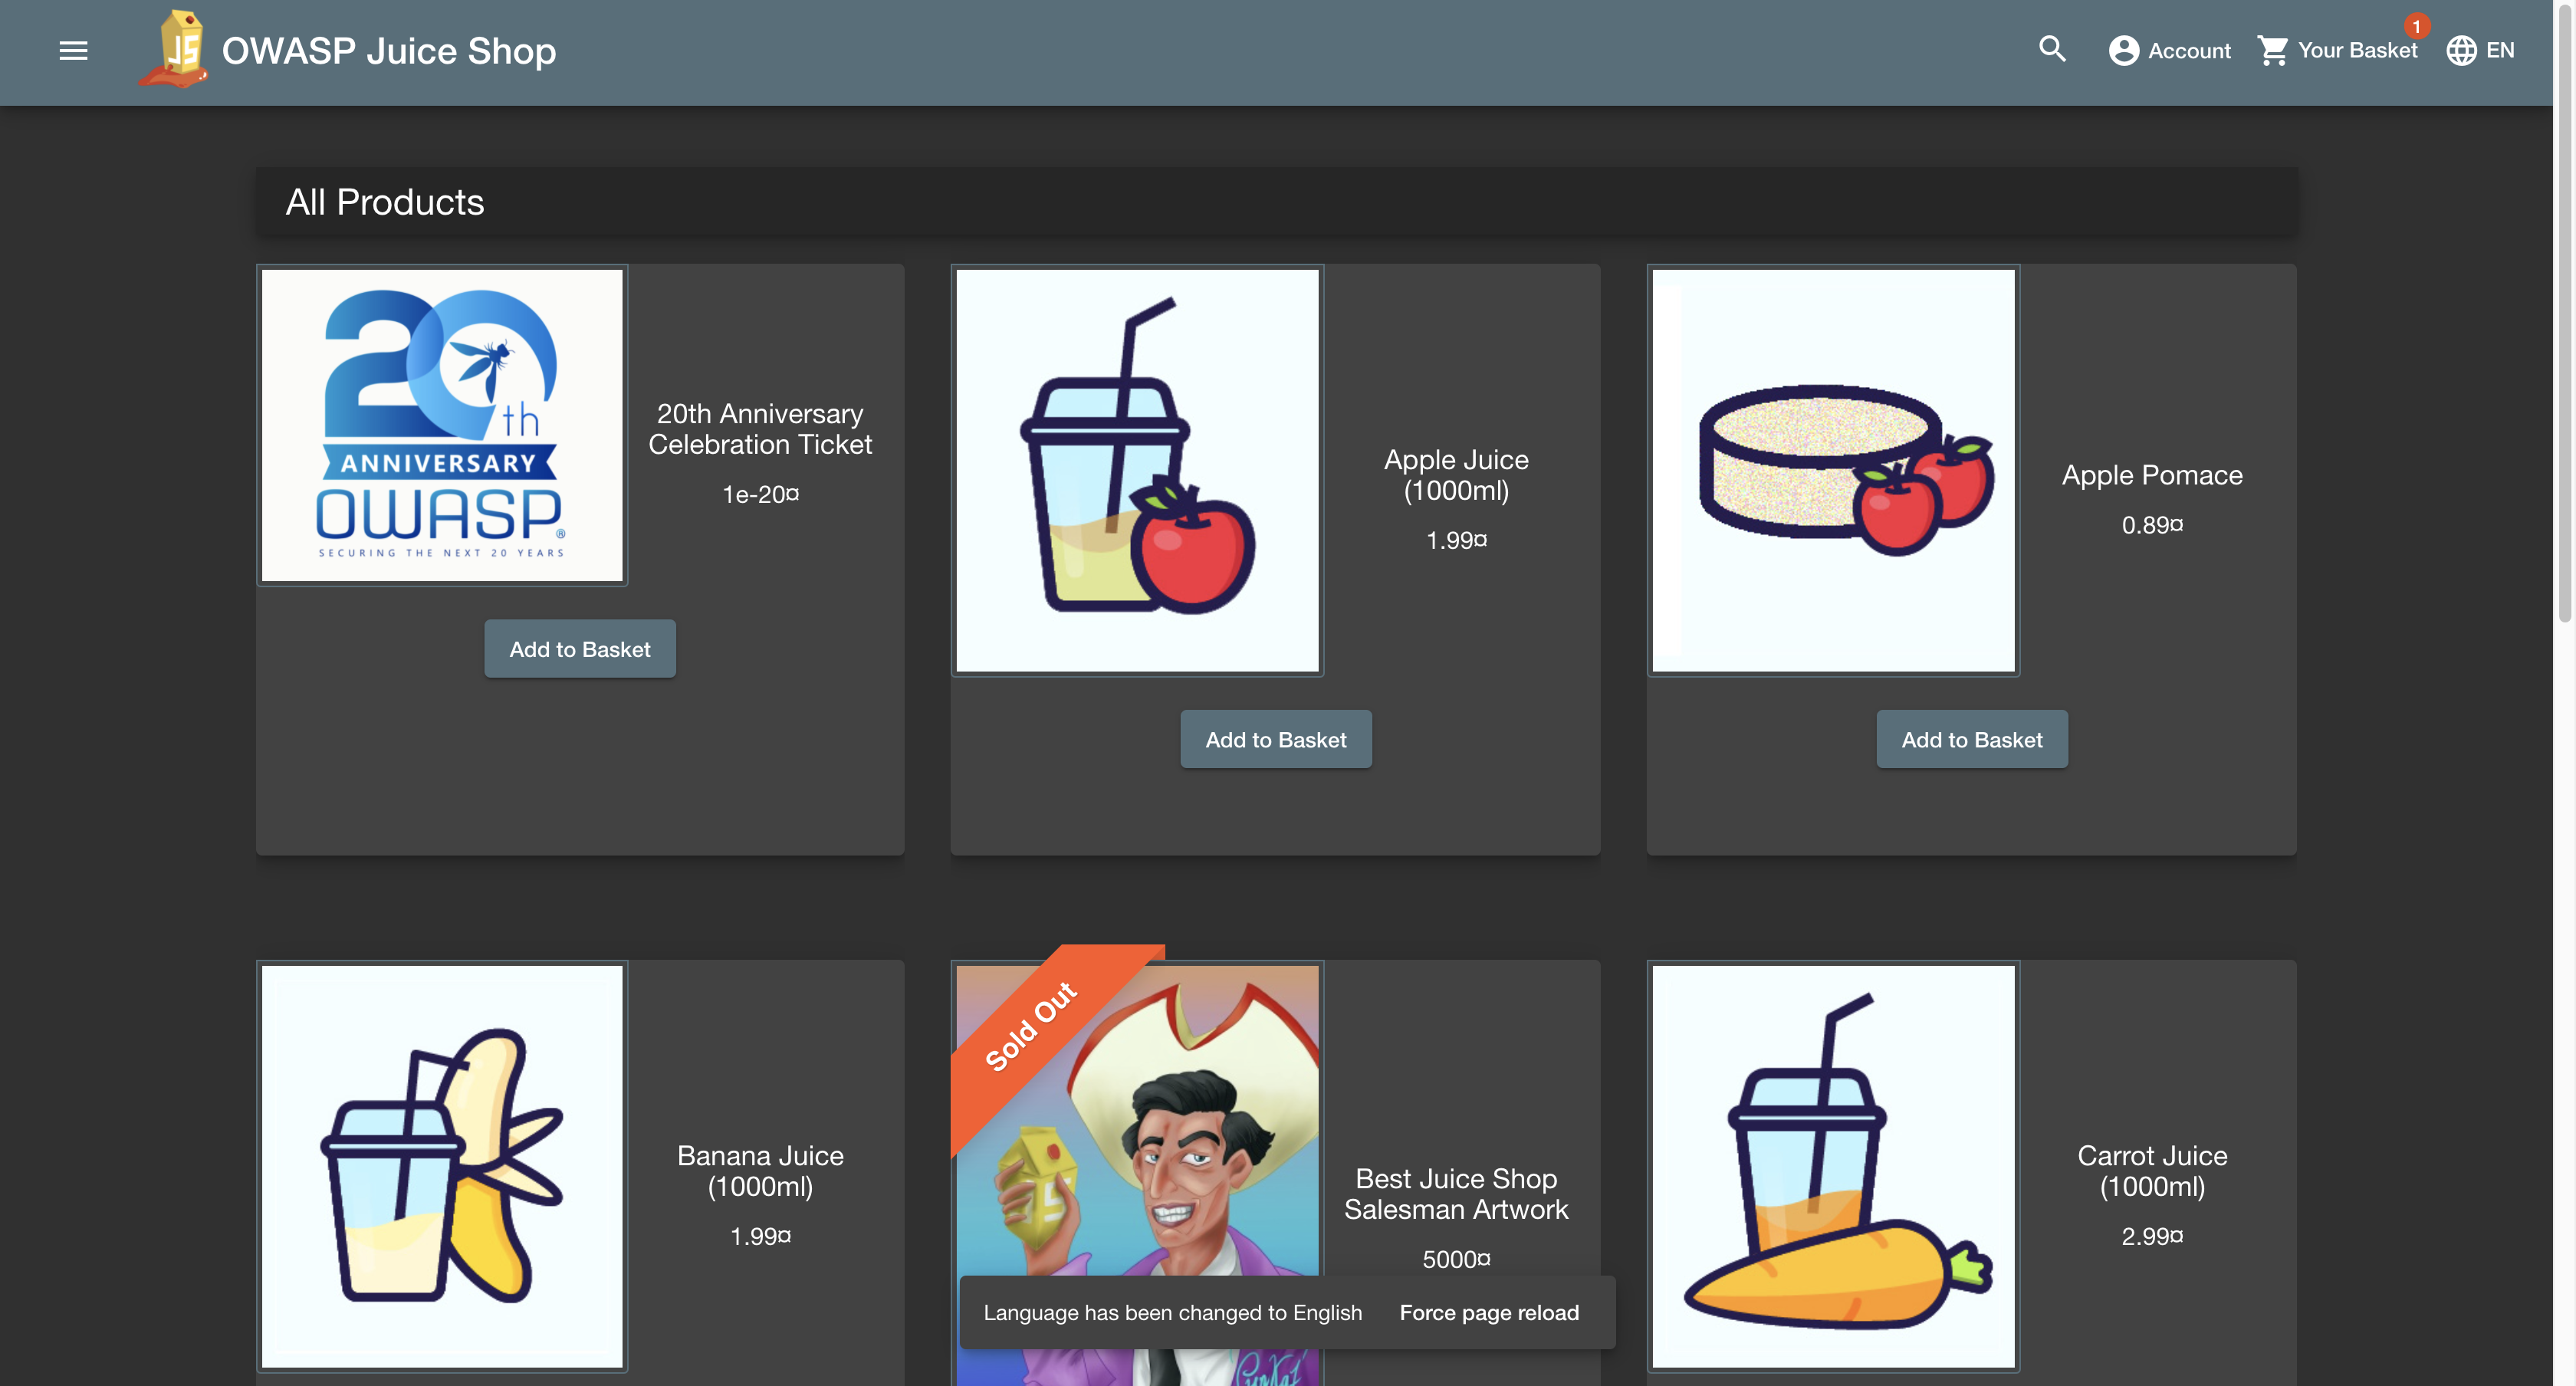 OWASP Juice Shop
Account
Your Basket
1
EN
All Products
20th
ANNIVERSARY
OWASP®
SECURING THE NEXT 20 YEARS
20th Anniversary
Celebration Ticket
1e-20¤
Add to Basket
JS
Apple Juice
(1000ml)
1.99¤
Add to Basket
Apple Pomace
0.89¤
Add to Basket
Banana Juice
(1000ml)
1.99¤
Sold Out
JS
Best Juice Shop
Salesman Artwork
5000¤
Carrot Juice
(1000ml)
2.99¤
Language has been changed to English
Force page reload